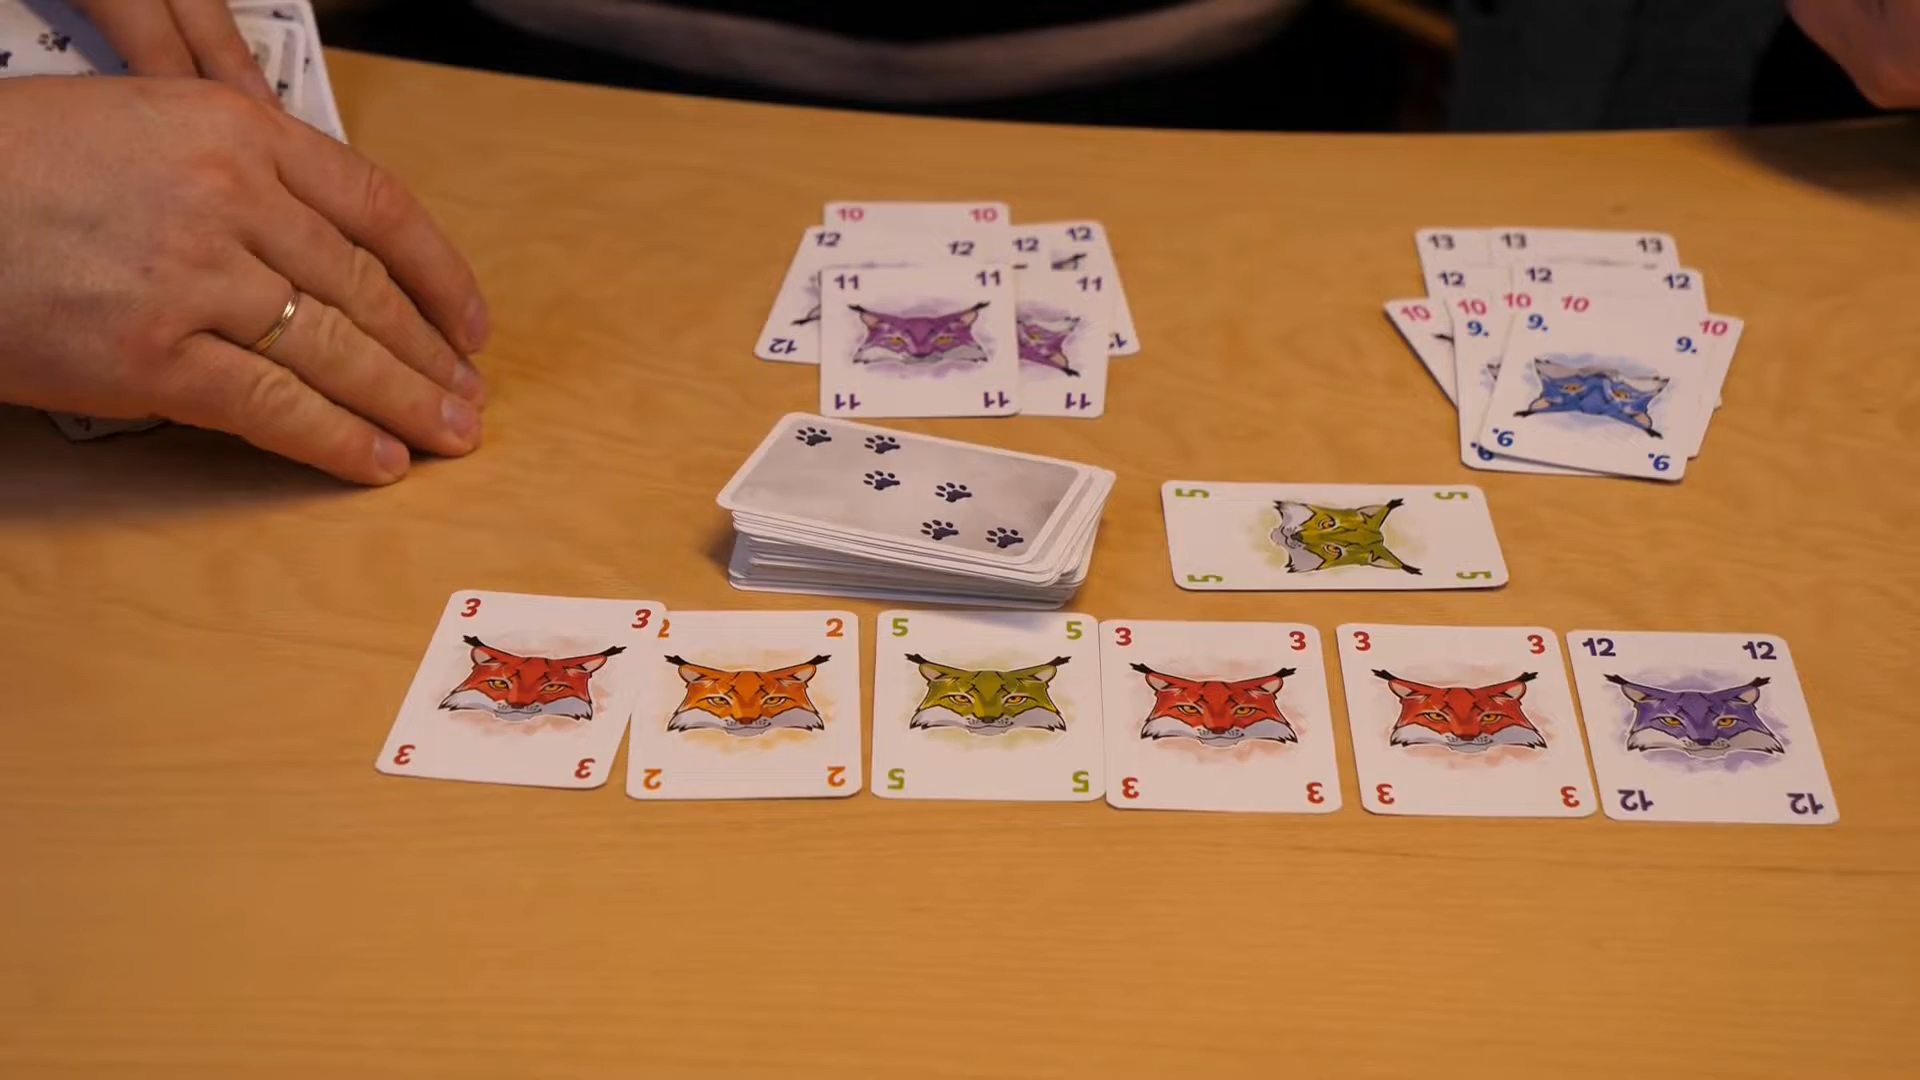 10 10
12 12 12 12
11 11 11
12
11 11 11
13 13 13
12 12 12
10 10 10 10 10
9. 9. 9.
9. 9. 9.
5 5
5 5
3 3 2 2 5 5 3 3 3 3 12 12
3 3 2 2 5 5 3 3 3 3 12 12